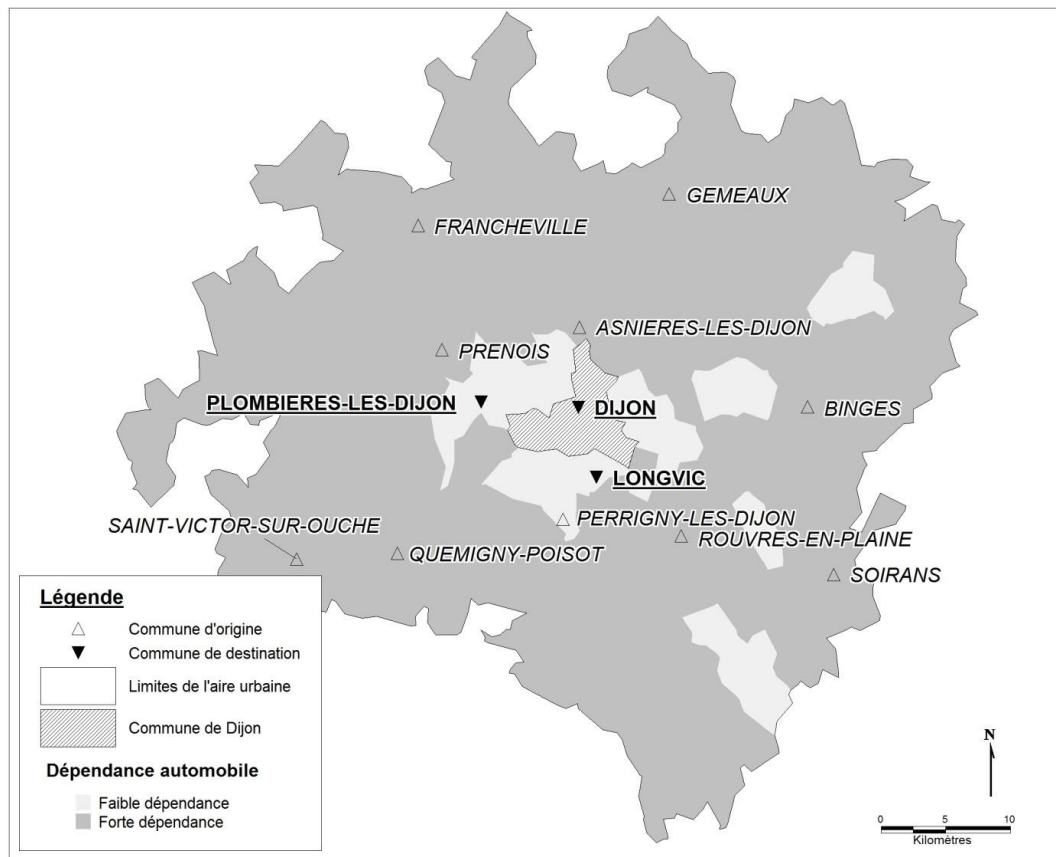 GEMEAUX
FRANCHEVILLE
ASNIERES-LES-DIJON
PRENOIS
PLOMBIERES-LES-DIJON
DIJON
BINGES
LONGVIC
PERRIGNY-LES-DIJON
SAINT-VICTOR-SUR-OUCHE
ROUVRES-EN-PLAINE
QUEMIGNY-POISOT
SOIRANS
Légende
Commune d'origine
Commune de destination
Limites de l'aire urbaine
Commune de Dijon
Dépendance automobile
Faible dépendance
Forte dépendance
N
0 5 10
Kilomètres